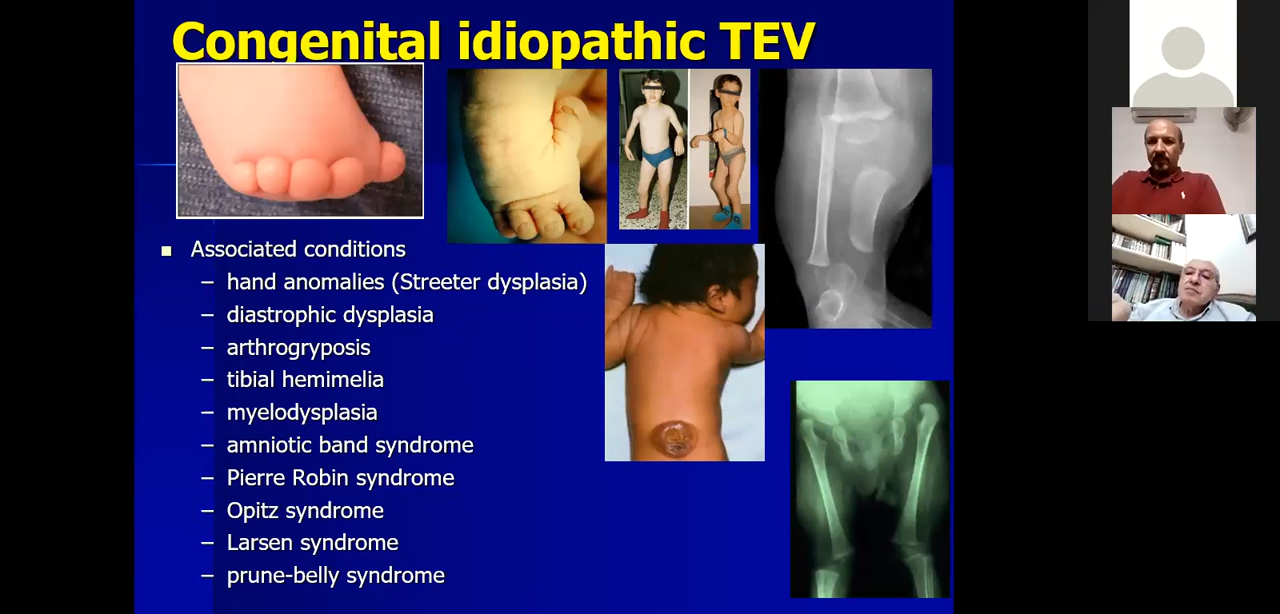 Congenital idiopathic TEV
Associated conditions
– hand anomalies (Streeter dysplasia)
– diastrophic dysplasia
– arthrogryposis
– tibial hemimelia
– myelodysplasia
– amniotic band syndrome
– Pierre Robin syndrome
– Opitz syndrome
– Larsen syndrome
– prune-belly syndrome